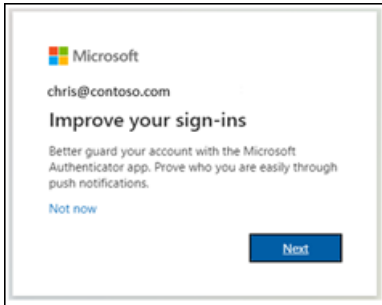 Microsoft
chris@contoso.com
Improve your sign-ins
Better guard your account with the Microsoft
Authenticator app. Prove who you are easily through
push notifications.
Not now
Next